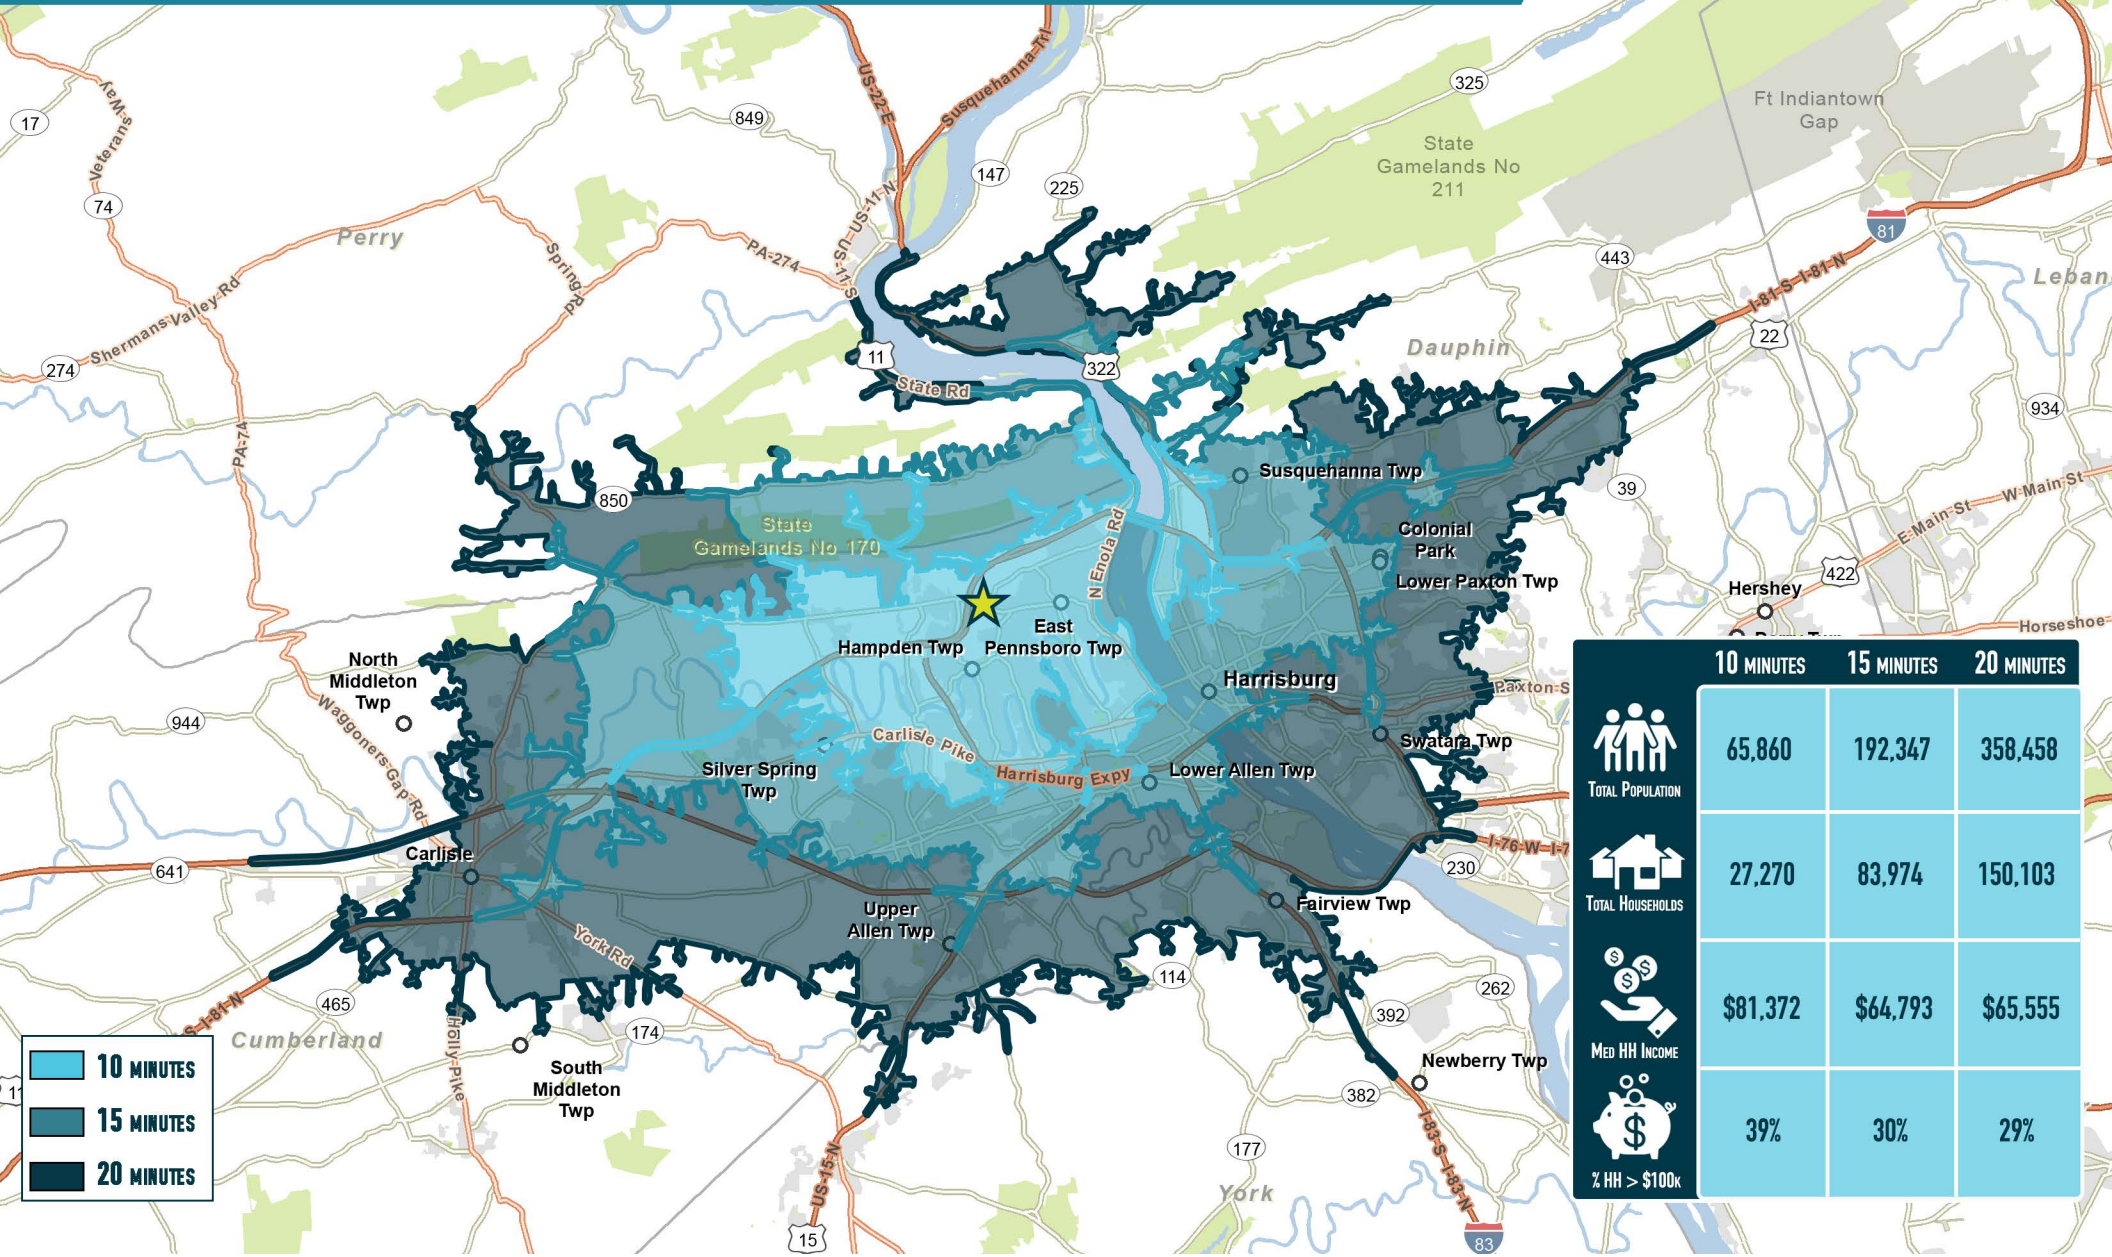 US-22-E
Susquehanna-Trl
325
Ft Indiantown
Gap
17
Veterans
Way
849
State
Gamelands No
211
147
225
74
US-11-N
US-11-S
81
Perry
Spring Rd
PA-274
443
I-81-S-I-81-N
Leban
Shermans Valley Rd
22
Dauphin
11
322
274
State Rd
934
PA-74
Susquehanna Twp
39
W Main St
850
State
Gamelands No 170
Colonial
Park
E Main St
N Enola Rd
422
Lower Paxton Twp
Hershey
East
Pennsboro Twp
Horseshoe
Hampden Twp
North
Middleton
Twp
Harrisburg
Paxton S
944
Waggoners Gap Rd
Carlisle Pike
Swatara Twp
Silver Spring
Twp
Harrisburg Expy
Lower Allen Twp
Carlisle
I-76-W-I-7
641
230
Upper
Allen Twp
Fairview Twp
York Rd
114
262
465
S-I-81-N
392
Cumberland
174
Holly-Pike
South
Middleton
Twp
Newberry Twp
382
11
177
I-83-S-I-83-N
US-15-N
York
15
83
10 MINUTES
15 MINUTES
20 MINUTES
10 MINUTES 15 MINUTES 20 MINUTES
TOTAL POPULATION 65,860 192,347 358,458
TOTAL HOUSEHOLDS 27,270 83,974 150,103
MED HH INCOME $81,372 $64,793 $65,555
% HH > $100K 39% 30% 29%